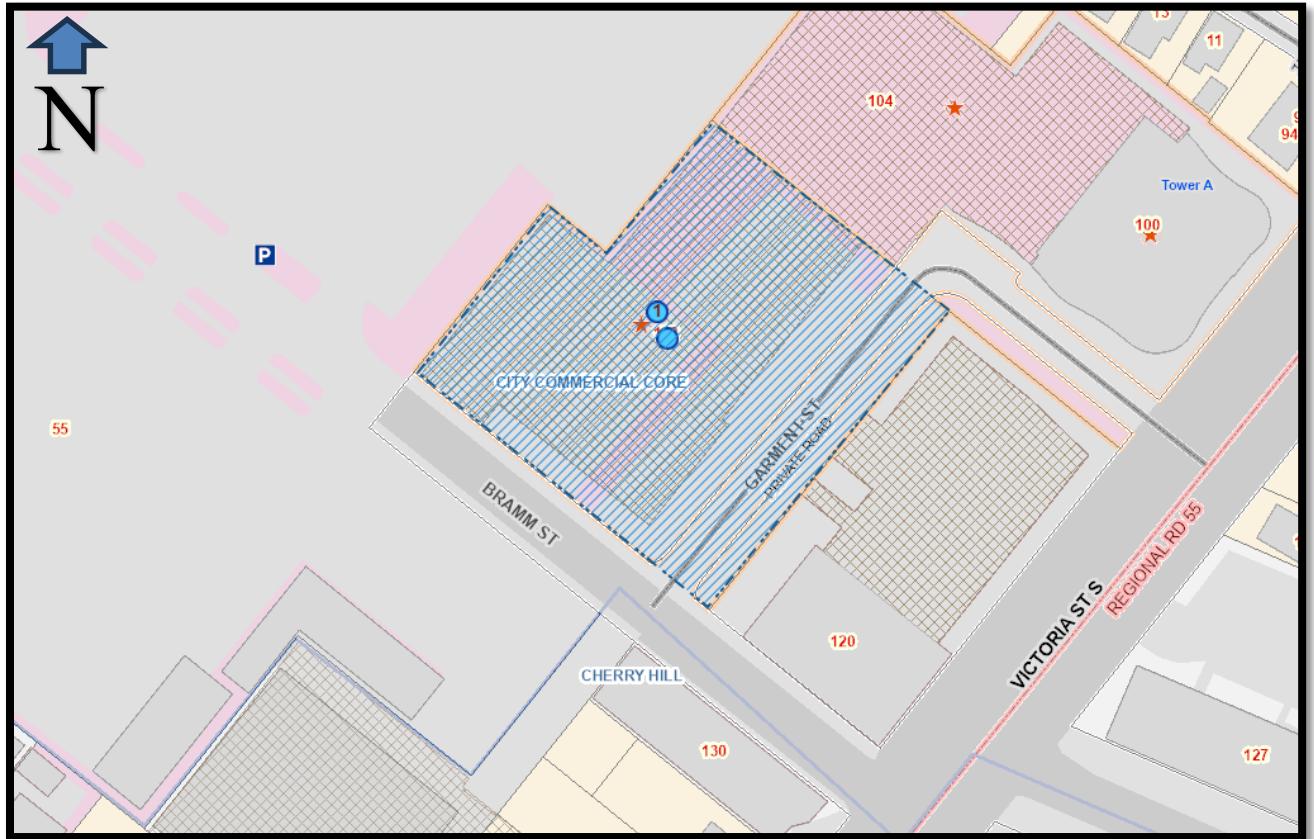 N
13
11
104
94
Tower A
100
P
1
CITY COMMERCIAL CORE
55
GARMENT ST
PRIVATE ROAD
BRAMM ST
REGIONAL RD 55
VICTORIA ST S
120
CHERRY HILL
130
127